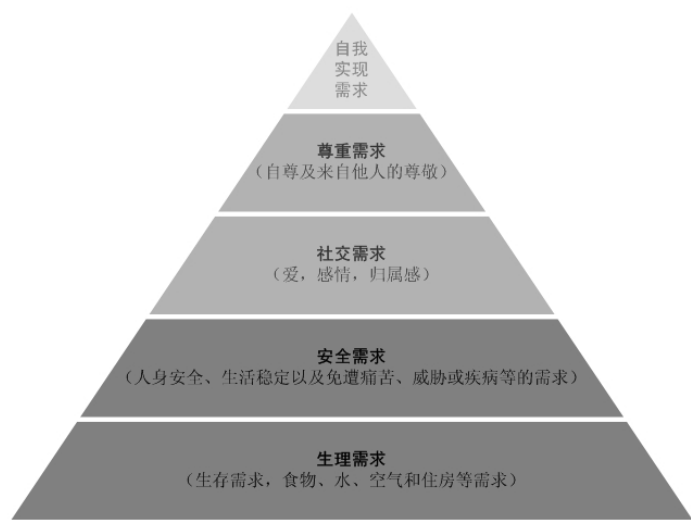 自我
实现
需求
尊重需求
（自尊及来自他人的尊敬）
社交需求
（爱，感情，归属感）
安全需求
（人身安全、生活稳定以及免遭痛苦、威胁或疾病等的需求）
生理需求
（生存需求，食物、水、空气和住房等需求）